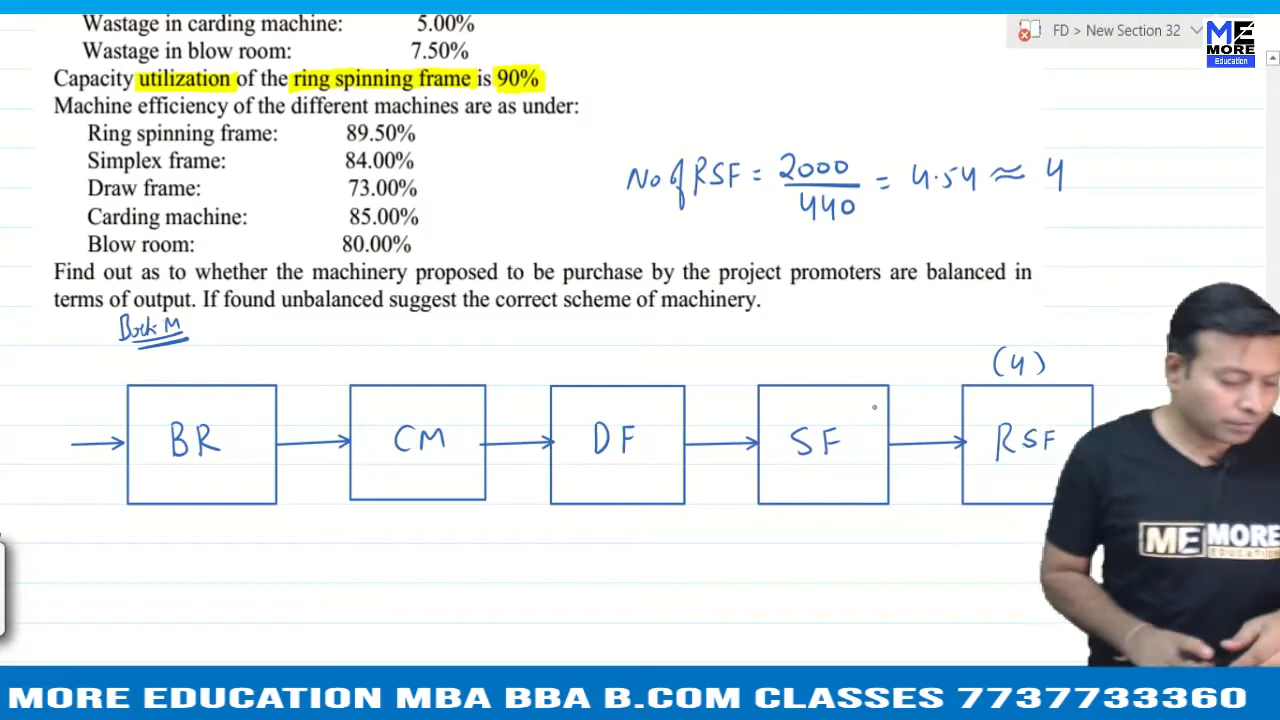 Wastage in carding machine: 5.00%
FD > New Section 32
ME
MORE
Education
Wastage in blow room: 7.50%
Capacity utilization of the ring spinning frame is 90%
Machine efficiency of the different machines are as under:
Ring spinning frame: 89.50%
Simplex frame: 84.00%
Draw frame: 73.00%
Carding machine: 85.00%
Blow room: 80.00%
No of RSF = 2000/440 = 4.54 ≈ 4
Find out as to whether the machinery proposed to be purchase by the project promoters are balanced in
terms of output. If found unbalanced suggest the correct scheme of machinery.
(4)
BR CM DF SF RSF
ME MORE
EDUCATION
MORE EDUCATION MBA BBA B.COM CLASSES 7737733360